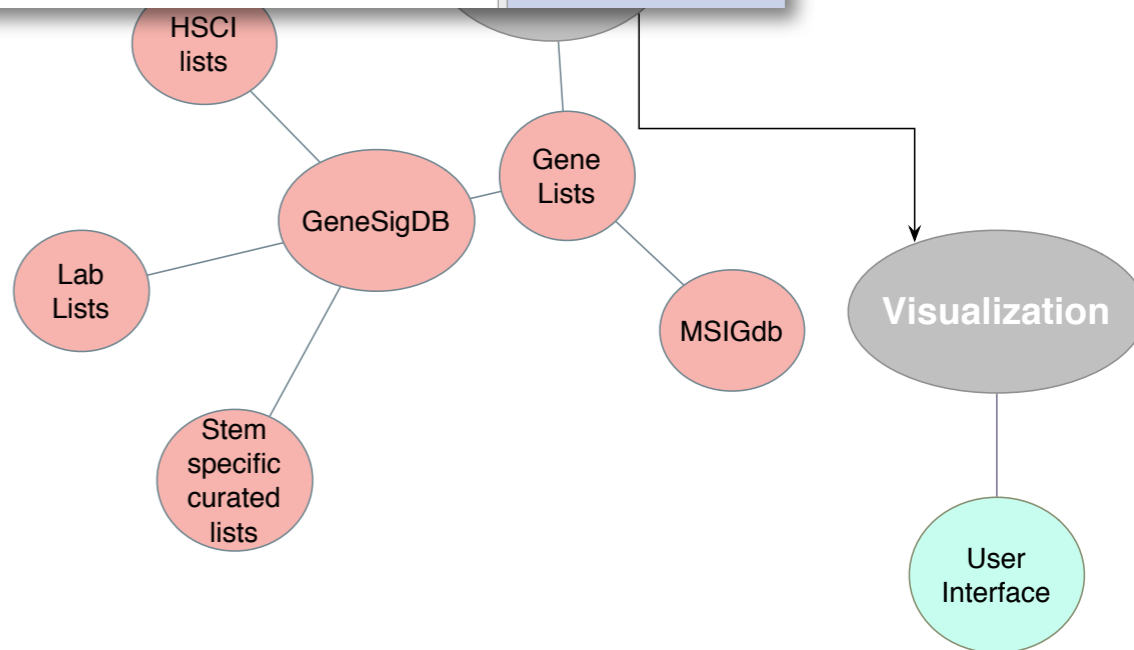 HSCI
lists
Gene
Lists
GeneSigDB
Lab
Lists
MSIGdb
Visualization
Stem
specific
curated
lists
User
Interface